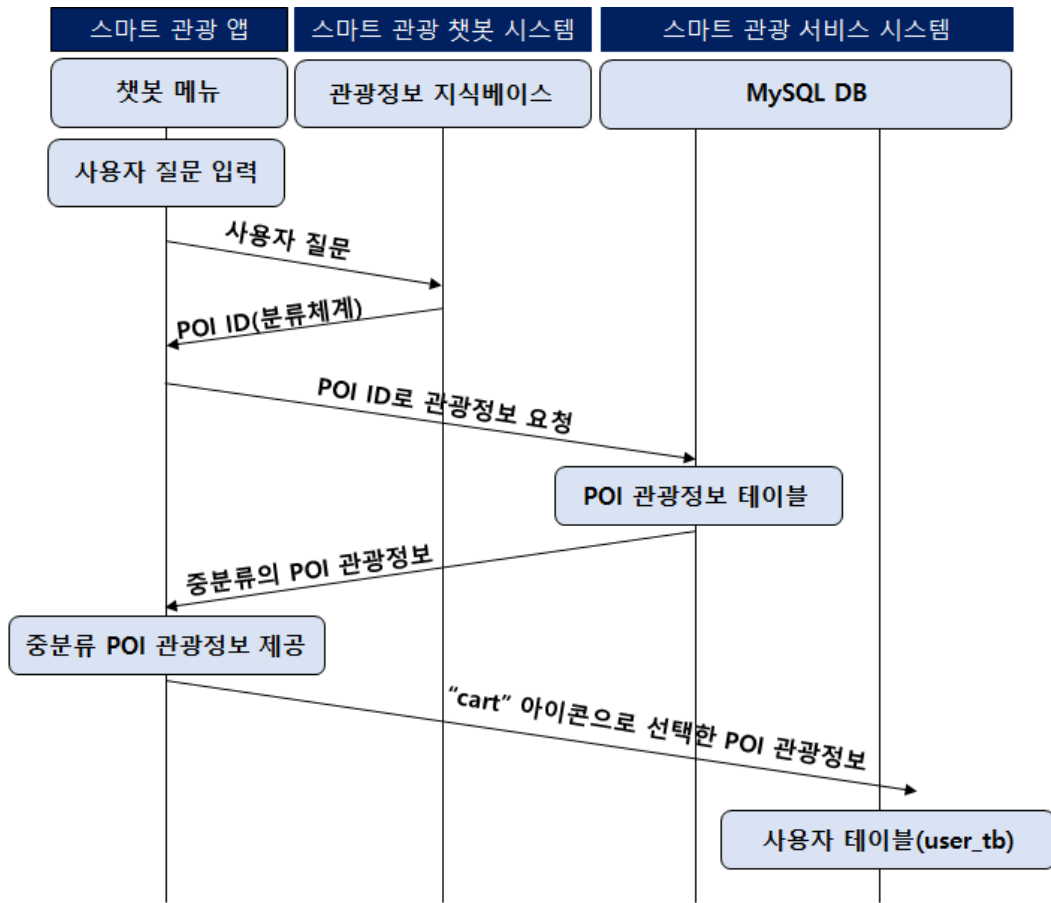 스마트 관광 앱
스마트 관광 챗봇 시스템
스마트 관광 서비스 시스템
챗봇 메뉴
관광정보 지식베이스
MySQL DB
사용자 질문 입력
사용자 질문
POI ID(분류체계)
POI ID로 관광정보 요청
POI 관광정보 테이블
중분류의 POI 관광정보
중분류 POI 관광정보 제공
“cart” 아이콘으로 선택한 POI 관광정보
사용자 테이블(user_tb)